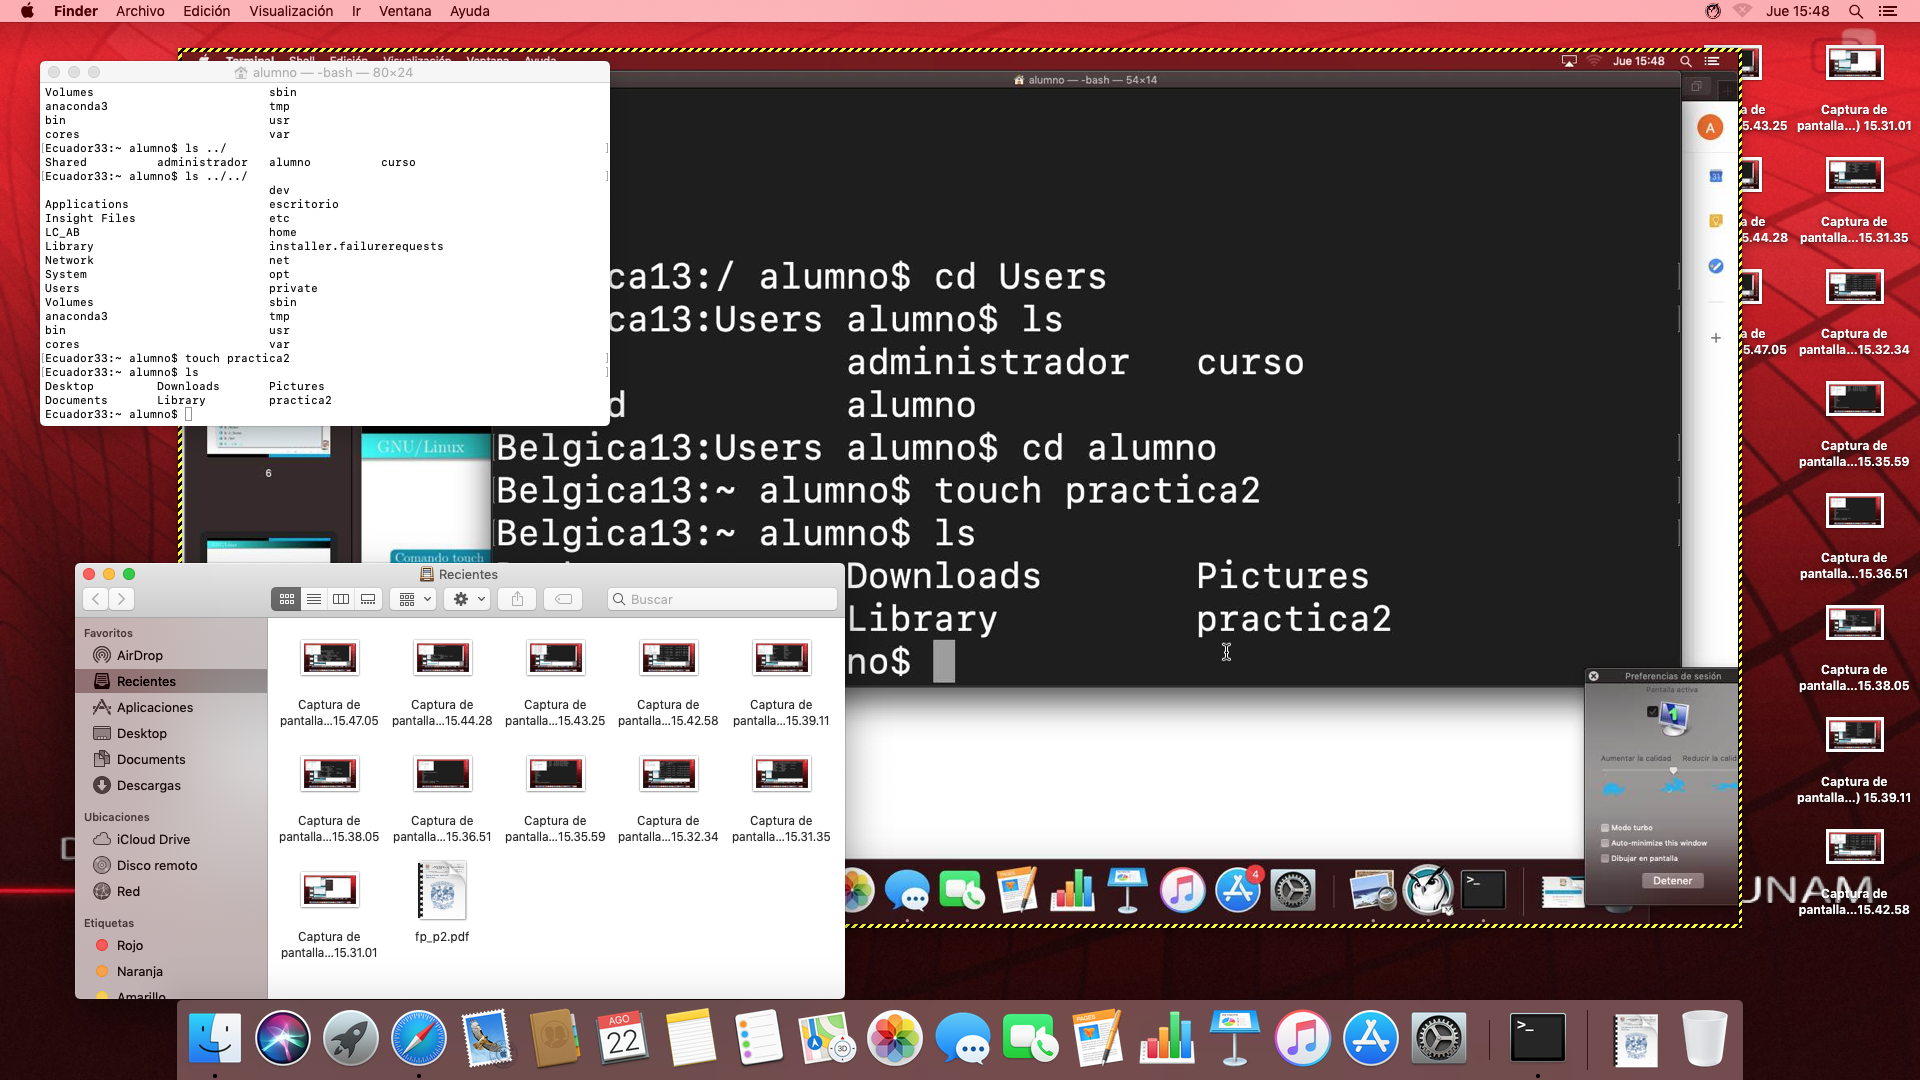 Finder Archivo Edición Visualización Ir Ventana Ayuda
Jue 15:48
Terminal Shell Edición Visualización Ventana Ayuda
Jue 15:48
alumno — -bash — 80×24
Volumes sbin
anaconda3 tmp
bin usr
cores var
[Ecuador33:~ alumno$ ls ../ ]
Shared administrador alumno curso
[Ecuador33:~ alumno$ ls ../../ ]
dev
Applications escritorio
Insight Files etc
LC_AB home
Library installer.failurerequests
Network net
System opt
Users private
Volumes sbin
anaconda3 tmp
bin usr
cores var
[Ecuador33:~ alumno$ touch practica2 ]
[Ecuador33:~ alumno$ ls ]
Desktop Downloads Pictures
Documents Library practica2
Ecuador33:~ alumno$
alumno — -bash — 54×14
ca13:/ alumno$ cd Users
ca13:Users alumno$ ls
administrador curso
d alumno
Belgica13:Users alumno$ cd alumno
Belgica13:~ alumno$ touch practica2
Belgica13:~ alumno$ ls
Downloads Pictures
Library practica2
no$
GNU/Linux
6
Comando touch
A
31
Preferencias de sesión
Pantalla activa
1
Aumentar la calidad Reducir la calid
Modo turbo
Auto-minimize this window
Dibujar en pantalla
Detener
Recientes
Buscar
Favoritos
AirDrop
Recientes
Aplicaciones
Desktop
Documents
Descargas
Ubicaciones
iCloud Drive
Disco remoto
Red
Etiquetas
Rojo
Naranja
Amarillo
Captura de pantalla...15.47.05
Captura de pantalla...15.44.28
Captura de pantalla...15.43.25
Captura de pantalla...15.42.58
Captura de pantalla...15.39.11
Captura de pantalla...15.38.05
Captura de pantalla...15.36.51
Captura de pantalla...15.35.59
Captura de pantalla...15.32.34
Captura de pantalla...15.31.35
Captura de pantalla...15.31.01
fp_p2.pdf
a de
5.43.25
a de
5.44.28
a de
5.47.05
Captura de
pantalla...) 15.31.01
Captura de
pantalla...15.31.35
Captura de
pantalla...15.32.34
Captura de
pantalla...15.35.59
Captura de
pantalla...15.36.51
Captura de
pantalla...15.38.05
Captura de
pantalla...) 15.39.11
Captura de
pantalla...15.42.58
UNAM
4
AGO
22
3D
PAGES
>_